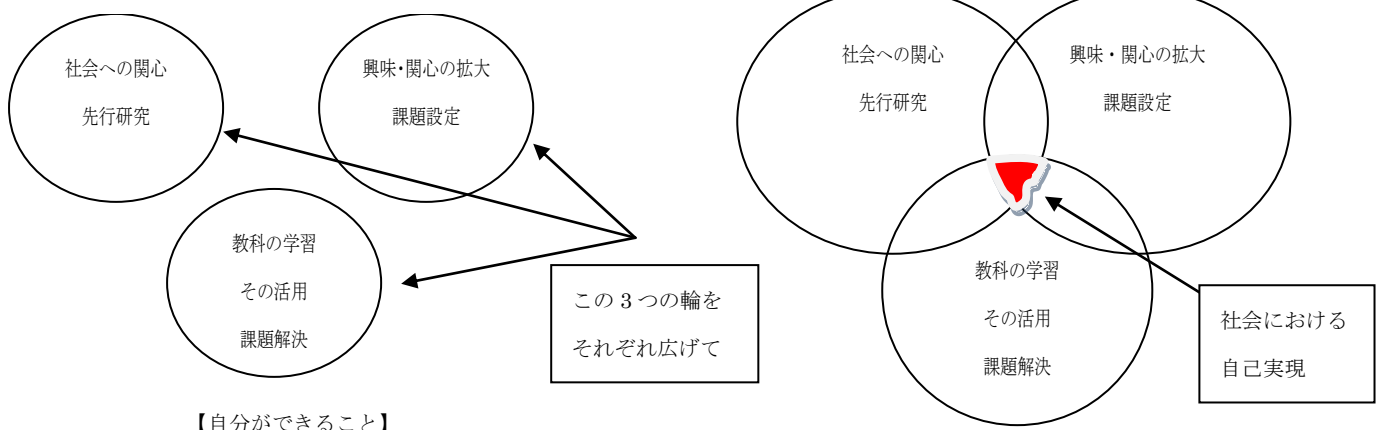 社会への関心
先行研究
興味・関心の拡大
課題設定
教科の学習
その活用
課題解決
この3つの輪を
それぞれ広げて
【自分ができること】
社会への関心
先行研究
興味・関心の拡大
課題設定
教科の学習
その活用
課題解決
社会における
自己実現